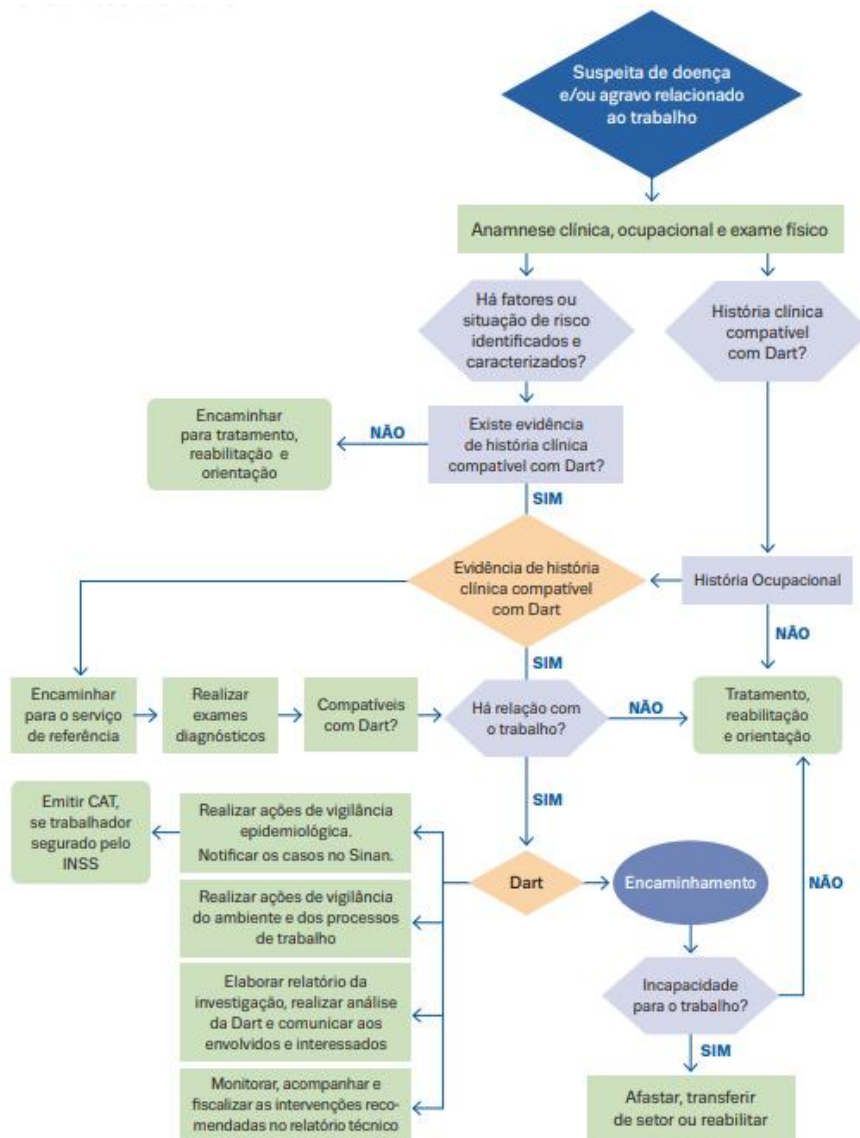 Suspeita de doença
e/ou agravo relacionado
ao trabalho
Anamnese clínica, ocupacional e exame físico
Há fatores ou
situação de risco
identificados e
caracterizados?
História clínica
compatível
com Dart?
Encaminhar
para tratamento,
reabilitação e
orientação
NÃO
Existe evidência
de história clínica
compatível com Dart?
SIM
Evidência de história
clínica compatível
com Dart
História Ocupacional
NÃO
SIM
Encaminhar
para o serviço
de referência
Realizar
exames
diagnósticos
Compatíveis
com Dart?
Há relação com
o trabalho?
NÃO
Tratamento,
reabilitação
e orientação
SIM
Emitir CAT,
se trabalhador
segurado pelo
INSS
Realizar ações de vigilância
epidemiológica.
Notificar os casos no Sinan.
Dart
Encaminhamento
NÃO
Realizar ações de vigilância
do ambiente e dos processos
de trabalho
Elaborar relatório da
investigação, realizar análise
da Dart e comunicar aos
envolvidos e interessados
Incapacidade
para o trabalho?
SIM
Monitorar, acompanhar e
fiscalizar as intervenções reco-
mendadas no relatório técnico
Afastar, transferir
de setor ou reabilitar